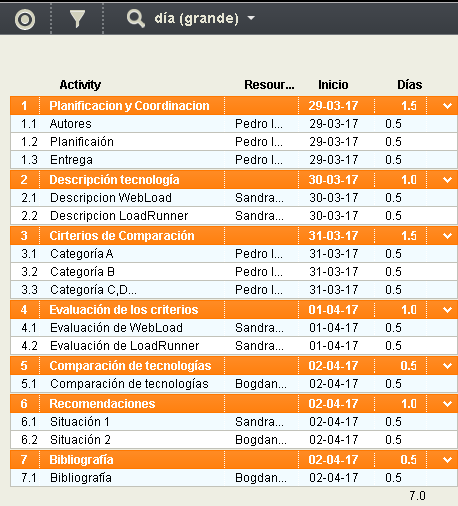 día (grande)
Activity Resour... Inicio Días
1 Planificacion y Coordinacion 29-03-17 1.5
1.1 Autores Pedro I... 29-03-17 0.5
1.2 Planificaión Pedro I... 29-03-17 0.5
1.3 Entrega Pedro I... 29-03-17 0.5
2 Descripción tecnología 30-03-17 1.0
2.1 Descripcion WebLoad Sandra... 30-03-17 0.5
2.2 Descripcion LoadRunner Sandra... 30-03-17 0.5
3 Cirterios de Comparación 31-03-17 1.5
3.1 Categoría A Pedro I... 31-03-17 0.5
3.2 Categoría B Pedro I... 31-03-17 0.5
3.3 Categoría C,D... Pedro I... 31-03-17 0.5
4 Evaluación de los criterios 01-04-17 1.0
4.1 Evaluación de WebLoad Sandra... 01-04-17 0.5
4.2 Evaluación de LoadRunner Sandra... 01-04-17 0.5
5 Comparación de tecnologías 02-04-17 0.5
5.1 Comparación de tecnologías Bogdan... 02-04-17 0.5
6 Recomendaciones 02-04-17 1.0
6.1 Situación 1 Sandra... 02-04-17 0.5
6.2 Situación 2 Bogdan... 02-04-17 0.5
7 Bibliografía 02-04-17 0.5
7.1 Bibliografía Bogdan... 02-04-17 0.5
7.0